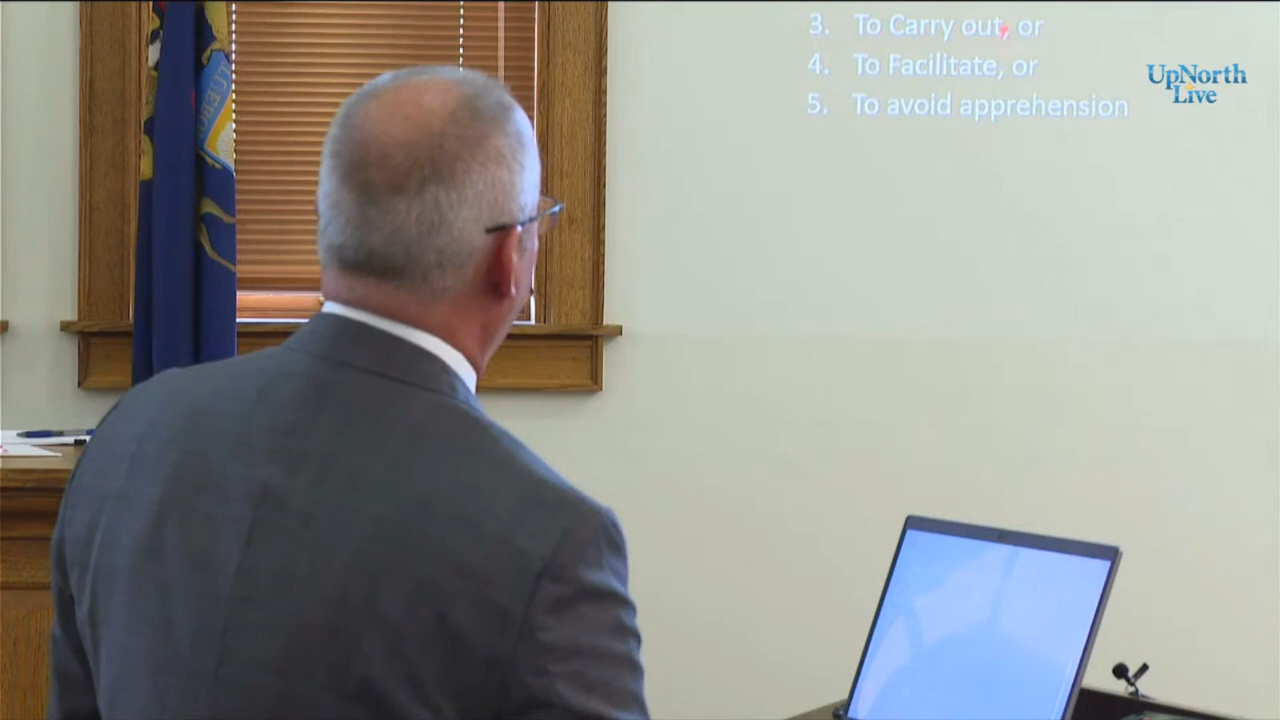 3. To Carry out, or
4. To Facilitate, or
5. To avoid apprehension
UpNorth
Live